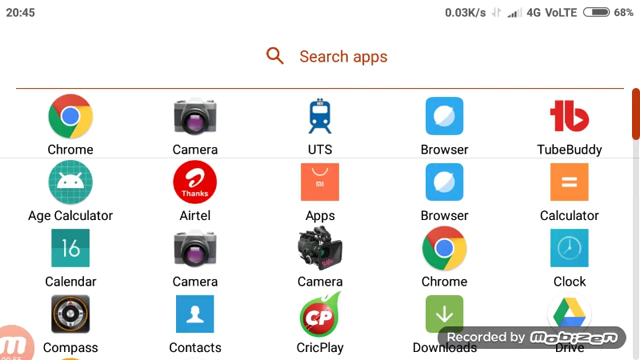 20:45 0.03K/s 4G VoLTE 68%
Search apps
Chrome Camera UTS Browser TubeBuddy
Thanks
Age Calculator Airtel Apps Browser Calculator
16
Calendar Camera Camera Chrome Clock
CP
Compass Contacts CricPlay Downloads Drive
Recorded by Mobizen